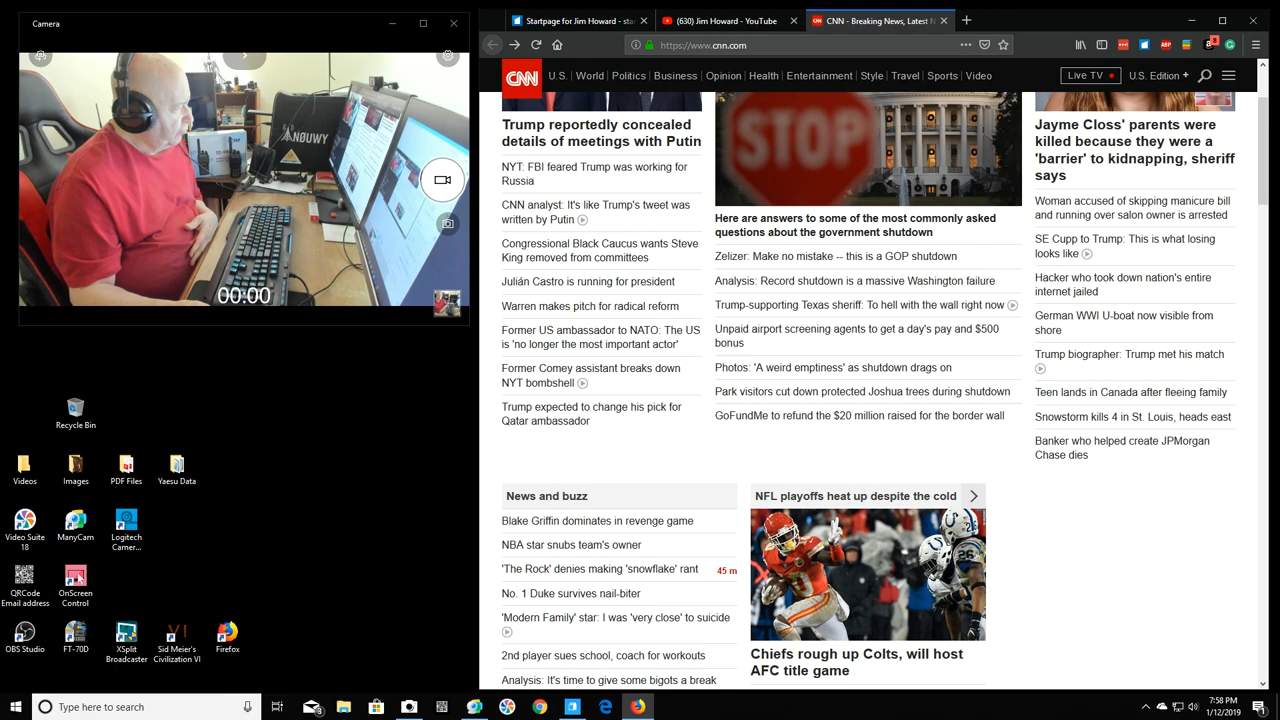 Camera
Startpage for Jim Howard - sta
(630) Jim Howard - YouTube
CNN - Breaking News, Latest N
https://www.cnn.com
ABP
8
CNN
U.S. World Politics Business Opinion Health Entertainment Style Travel Sports Video
Live TV
U.S. Edition +
ANOUWY
00:00
Trump reportedly concealed
details of meetings with Putin
NYT: FBI feared Trump was working for
Russia
CNN analyst: It's like Trump's tweet was
written by Putin
Congressional Black Caucus wants Steve
King removed from committees
Julián Castro is running for president
Warren makes pitch for radical reform
Former US ambassador to NATO: The US
is 'no longer the most important actor'
Former Comey assistant breaks down
NYT bombshell
Trump expected to change his pick for
Qatar ambassador
STOP
Here are answers to some of the most commonly asked
questions about the government shutdown
Zelizer: Make no mistake -- this is a GOP shutdown
Analysis: Record shutdown is a massive Washington failure
Trump-supporting Texas sheriff: To hell with the wall right now
Unpaid airport screening agents to get a day's pay and $500
bonus
Photos: 'A weird emptiness' as shutdown drags on
Park visitors cut down protected Joshua trees during shutdown
GoFundMe to refund the $20 million raised for the border wall
Jayme Closs' parents were
killed because they were a
'barrier' to kidnapping, sheriff
says
Woman accused of skipping manicure bill
and running over salon owner is arrested
SE Cupp to Trump: This is what losing
looks like
Hacker who took down nation's entire
internet jailed
German WWI U-boat now visible from
shore
Trump biographer: Trump met his match
Teen lands in Canada after fleeing family
Snowstorm kills 4 in St. Louis, heads east
Banker who helped create JPMorgan
Chase dies
News and buzz
Blake Griffin dominates in revenge game
NBA star snubs team's owner
'The Rock' denies making 'snowflake' rant
45 m
No. 1 Duke survives nail-biter
'Modern Family' star: I was 'very close' to suicide
2nd player sues school, coach for workouts
Analysis: It's time to give some bigots a break
NFL playoffs heat up despite the cold
26
Chiefs rough up Colts, will host
AFC title game
Recycle Bin
Videos
Images
PDF Files
Yaesu Data
Video Suite
18
ManyCam
Logitech
Camer...
QRCode
Email address
OnScreen
Control
OBS Studio
FT-70D
XSplit
Broadcaster
VI
Sid Meier's
Civilization VI
Firefox
Type here to search
3
7:58 PM
1/12/2019
1